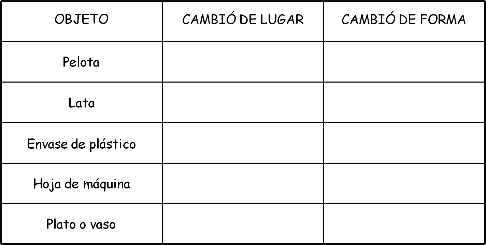 OBJETO CAMBIÓ DE LUGAR CAMBIÓ DE FORMA
Pelota
Lata
Envase de plástico
Hoja de máquina
Plato o vaso